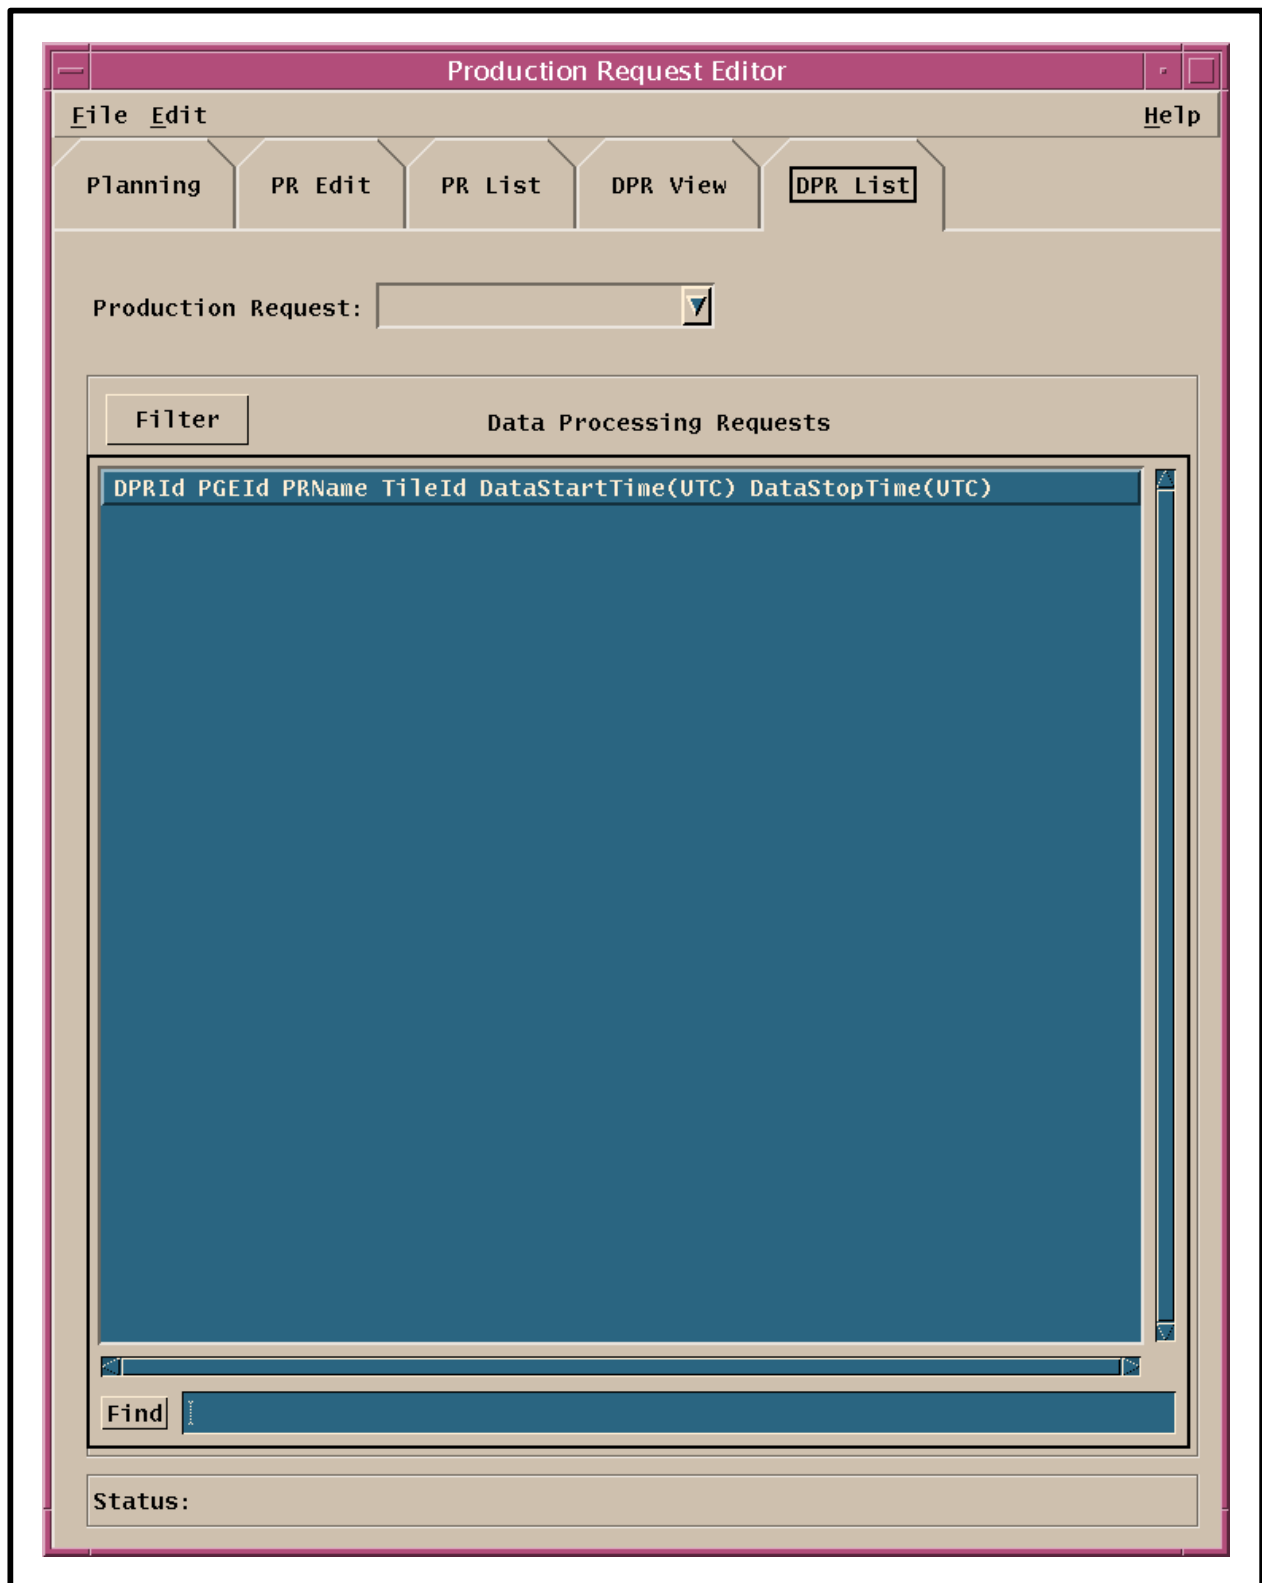 Production Request Editor
File Edit Help
Planning PR Edit PR List DPR View DPR List
Production Request:
Filter Data Processing Requests
DPRId PGEId PRName TileId DataStartTime(UTC) DataStopTime(UTC)
Find
Status: